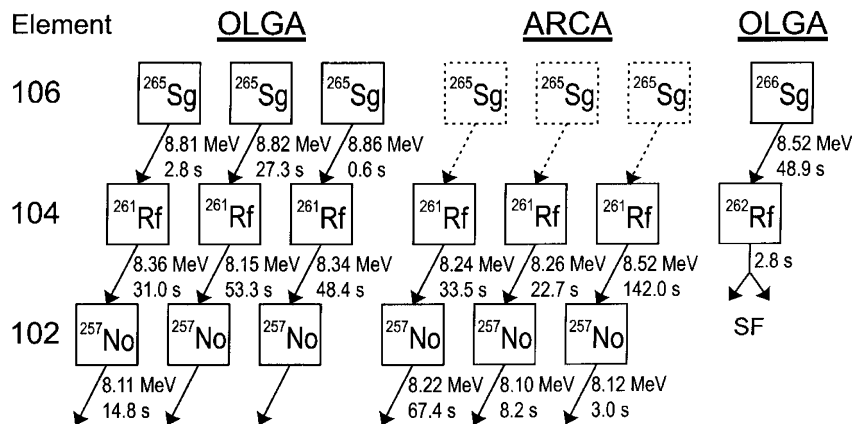 Element OLGA ARCA OLGA
106 265Sg 265Sg 265Sg 265Sg 265Sg 265Sg 266Sg
8.81 MeV 8.82 MeV 8.86 MeV 8.52 MeV
2.8 s 27.3 s 0.6 s 48.9 s
104 261Rf 261Rf 261Rf 261Rf 261Rf 261Rf 262Rf
8.36 MeV 8.15 MeV 8.34 MeV 8.24 MeV 8.26 MeV 8.52 MeV 2.8 s
31.0 s 53.3 s 48.4 s 33.5 s 22.7 s 142.0 s
102 257No 257No 257No 257No 257No 257No SF
8.11 MeV 8.22 MeV 8.10 MeV 8.12 MeV
14.8 s 67.4 s 8.2 s 3.0 s